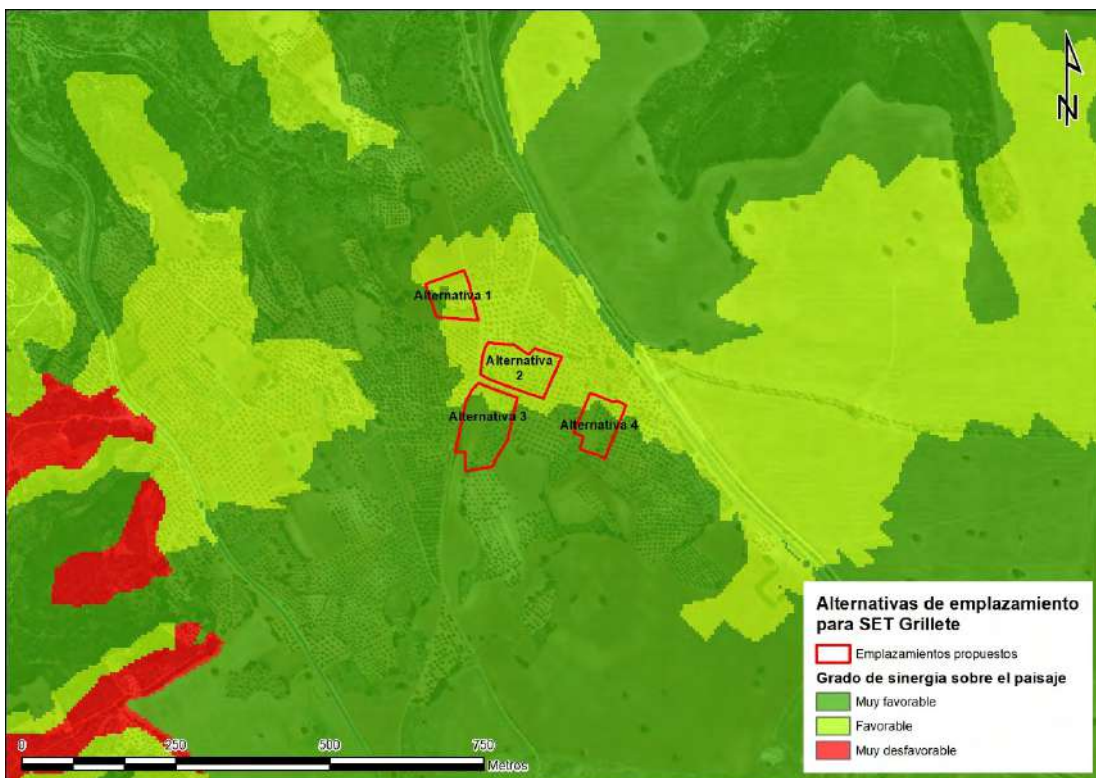 N
Alternativa 1
Alternativa
2
Alternativa 3
Alternativa 4
Alternativas de emplazamiento
para SET Grillete
Emplazamientos propuestos
Grado de sinergia sobre el paisaje
Muy favorable
Favorable
Muy desfavorable
0 250 500 750
Metros